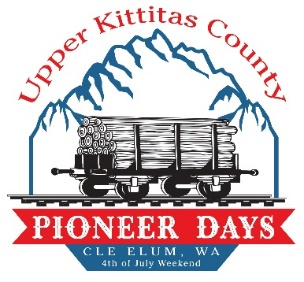 Upper Kittitas County
PIONEER DAYS
CLE ELUM, WA
4th of July Weekend